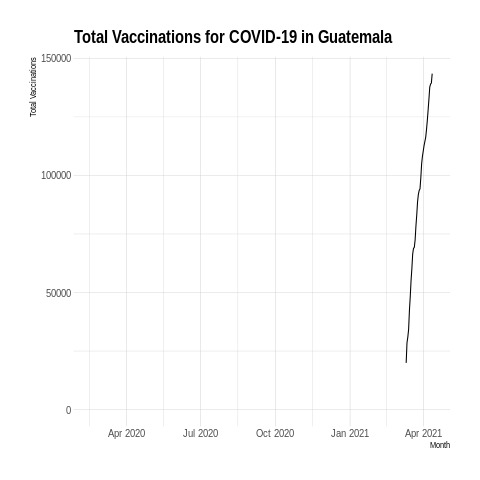 Total Vaccinations for COVID-19 in Guatemala
Total Vaccinations
150000
100000
50000
0
Apr 2020 Jul 2020 Oct 2020 Jan 2021 Apr 2021
Month